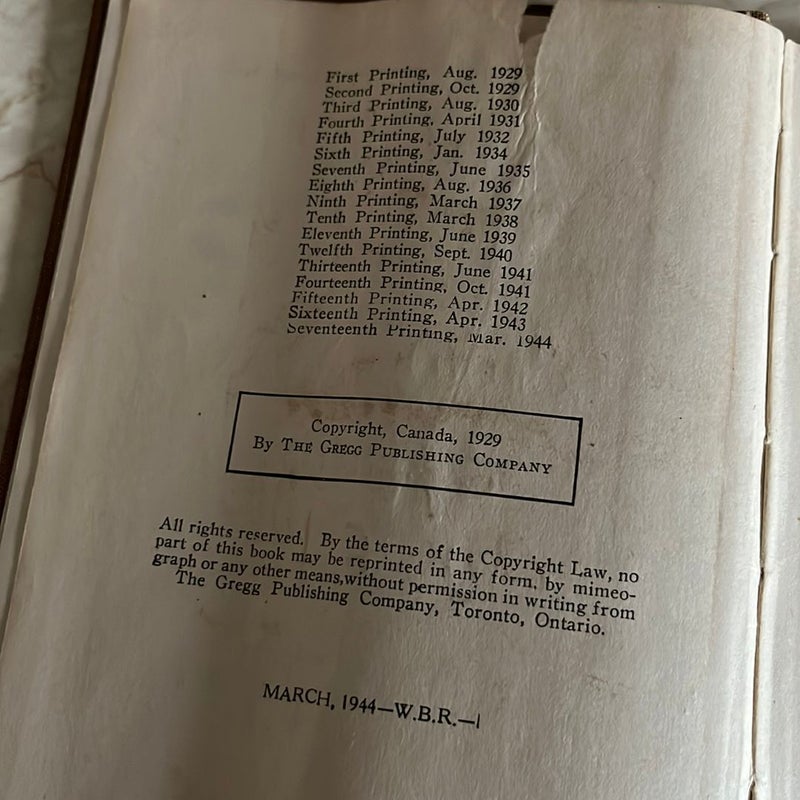 First Printing, Aug. 1929
Second Printing, Oct. 1929
Third Printing, Aug. 1930
Fourth Printing, April 1931
Fifth Printing, July 1932
Sixth Printing, Jan. 1934
Seventh Printing, June 1935
Eighth Printing, Aug. 1936
Ninth Printing, March 1937
Tenth Printing, March 1938
Eleventh Printing, June 1939
Twelfth Printing, Sept. 1940
Thirteenth Printing, June 1941
Fourteenth Printing, Oct. 1941
Fifteenth Printing, Apr. 1942
Sixteenth Printing, Apr. 1943
Seventeenth Printing, Mar. 1944
Copyright, Canada, 1929
By THE GREGG PUBLISHING COMPANY
All rights reserved. By the terms of the Copyright Law, no
part of this book may be reprinted in any form, by mimeo-
graph or any other means, without permission in writing from
The Gregg Publishing Company, Toronto, Ontario.
MARCH, 1944—W.B.R.—1